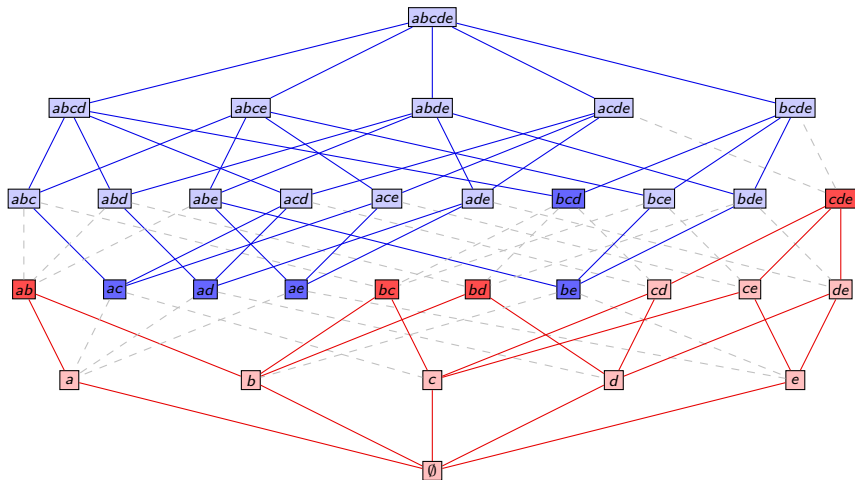 abcde
abcd abce abde acde bcde
abc abd abe acd ace ade bcd bce bde cde
ab ac ad ae bc bd be cd ce de
a b c d e
∅